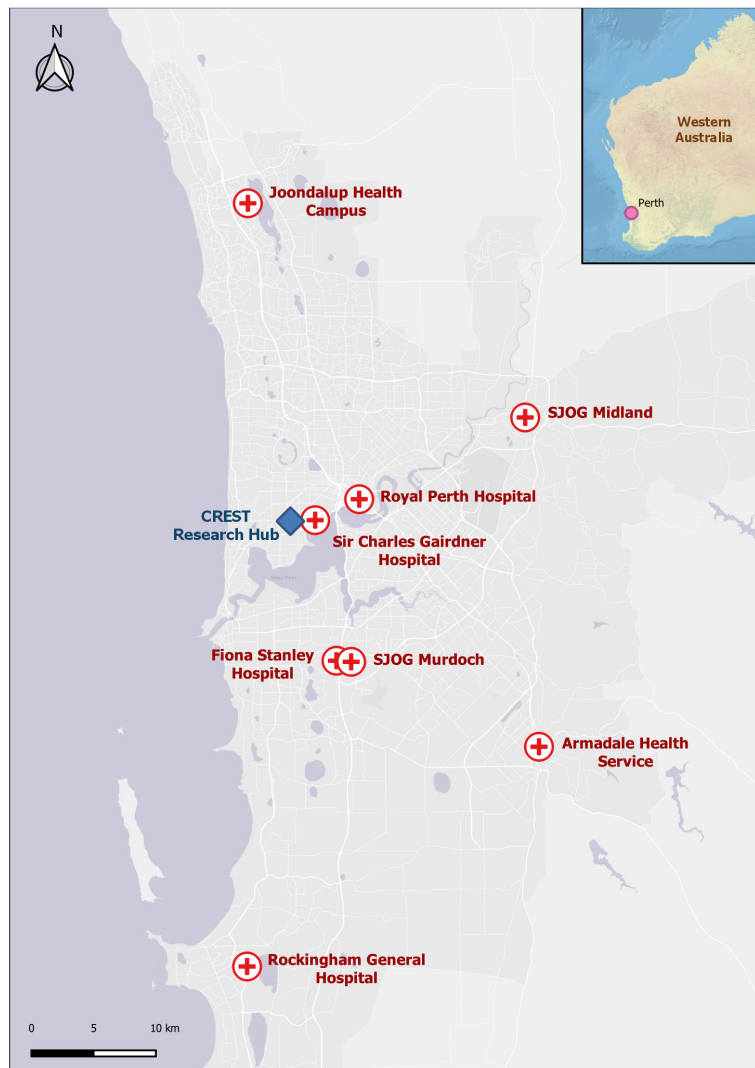 N
Western
Australia
Perth
Joondalup Health
Campus
SJOG Midland
Royal Perth Hospital
CREST
Research Hub
Sir Charles Gairdner
Hospital
Fiona Stanley
Hospital
SJOG Murdoch
Armadale Health
Service
Rockingham General
Hospital
0 5 10 km